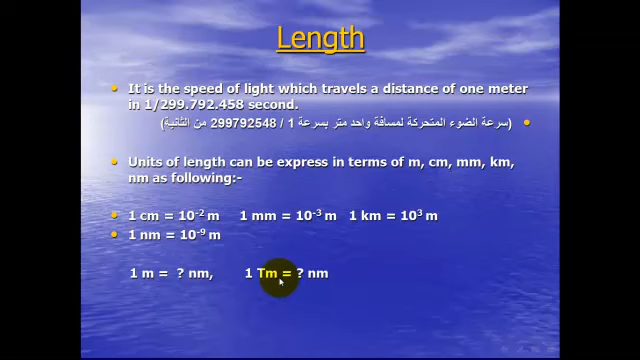 Length
• It is the speed of light which travels a distance of one meter
in 1/299.792.458 second.
• (سرعة الضوء المتحركة لمسافة واحد متر بسرعة 1 / 299792548 من الثانية)
• Units of length can be express in terms of m, cm, mm, km,
nm as following:-
• 1 cm = 10⁻² m 1 mm = 10⁻³ m 1 km = 10³ m
• 1 nm = 10⁻⁹ m
1 m = ? nm, 1 Tm = ? nm